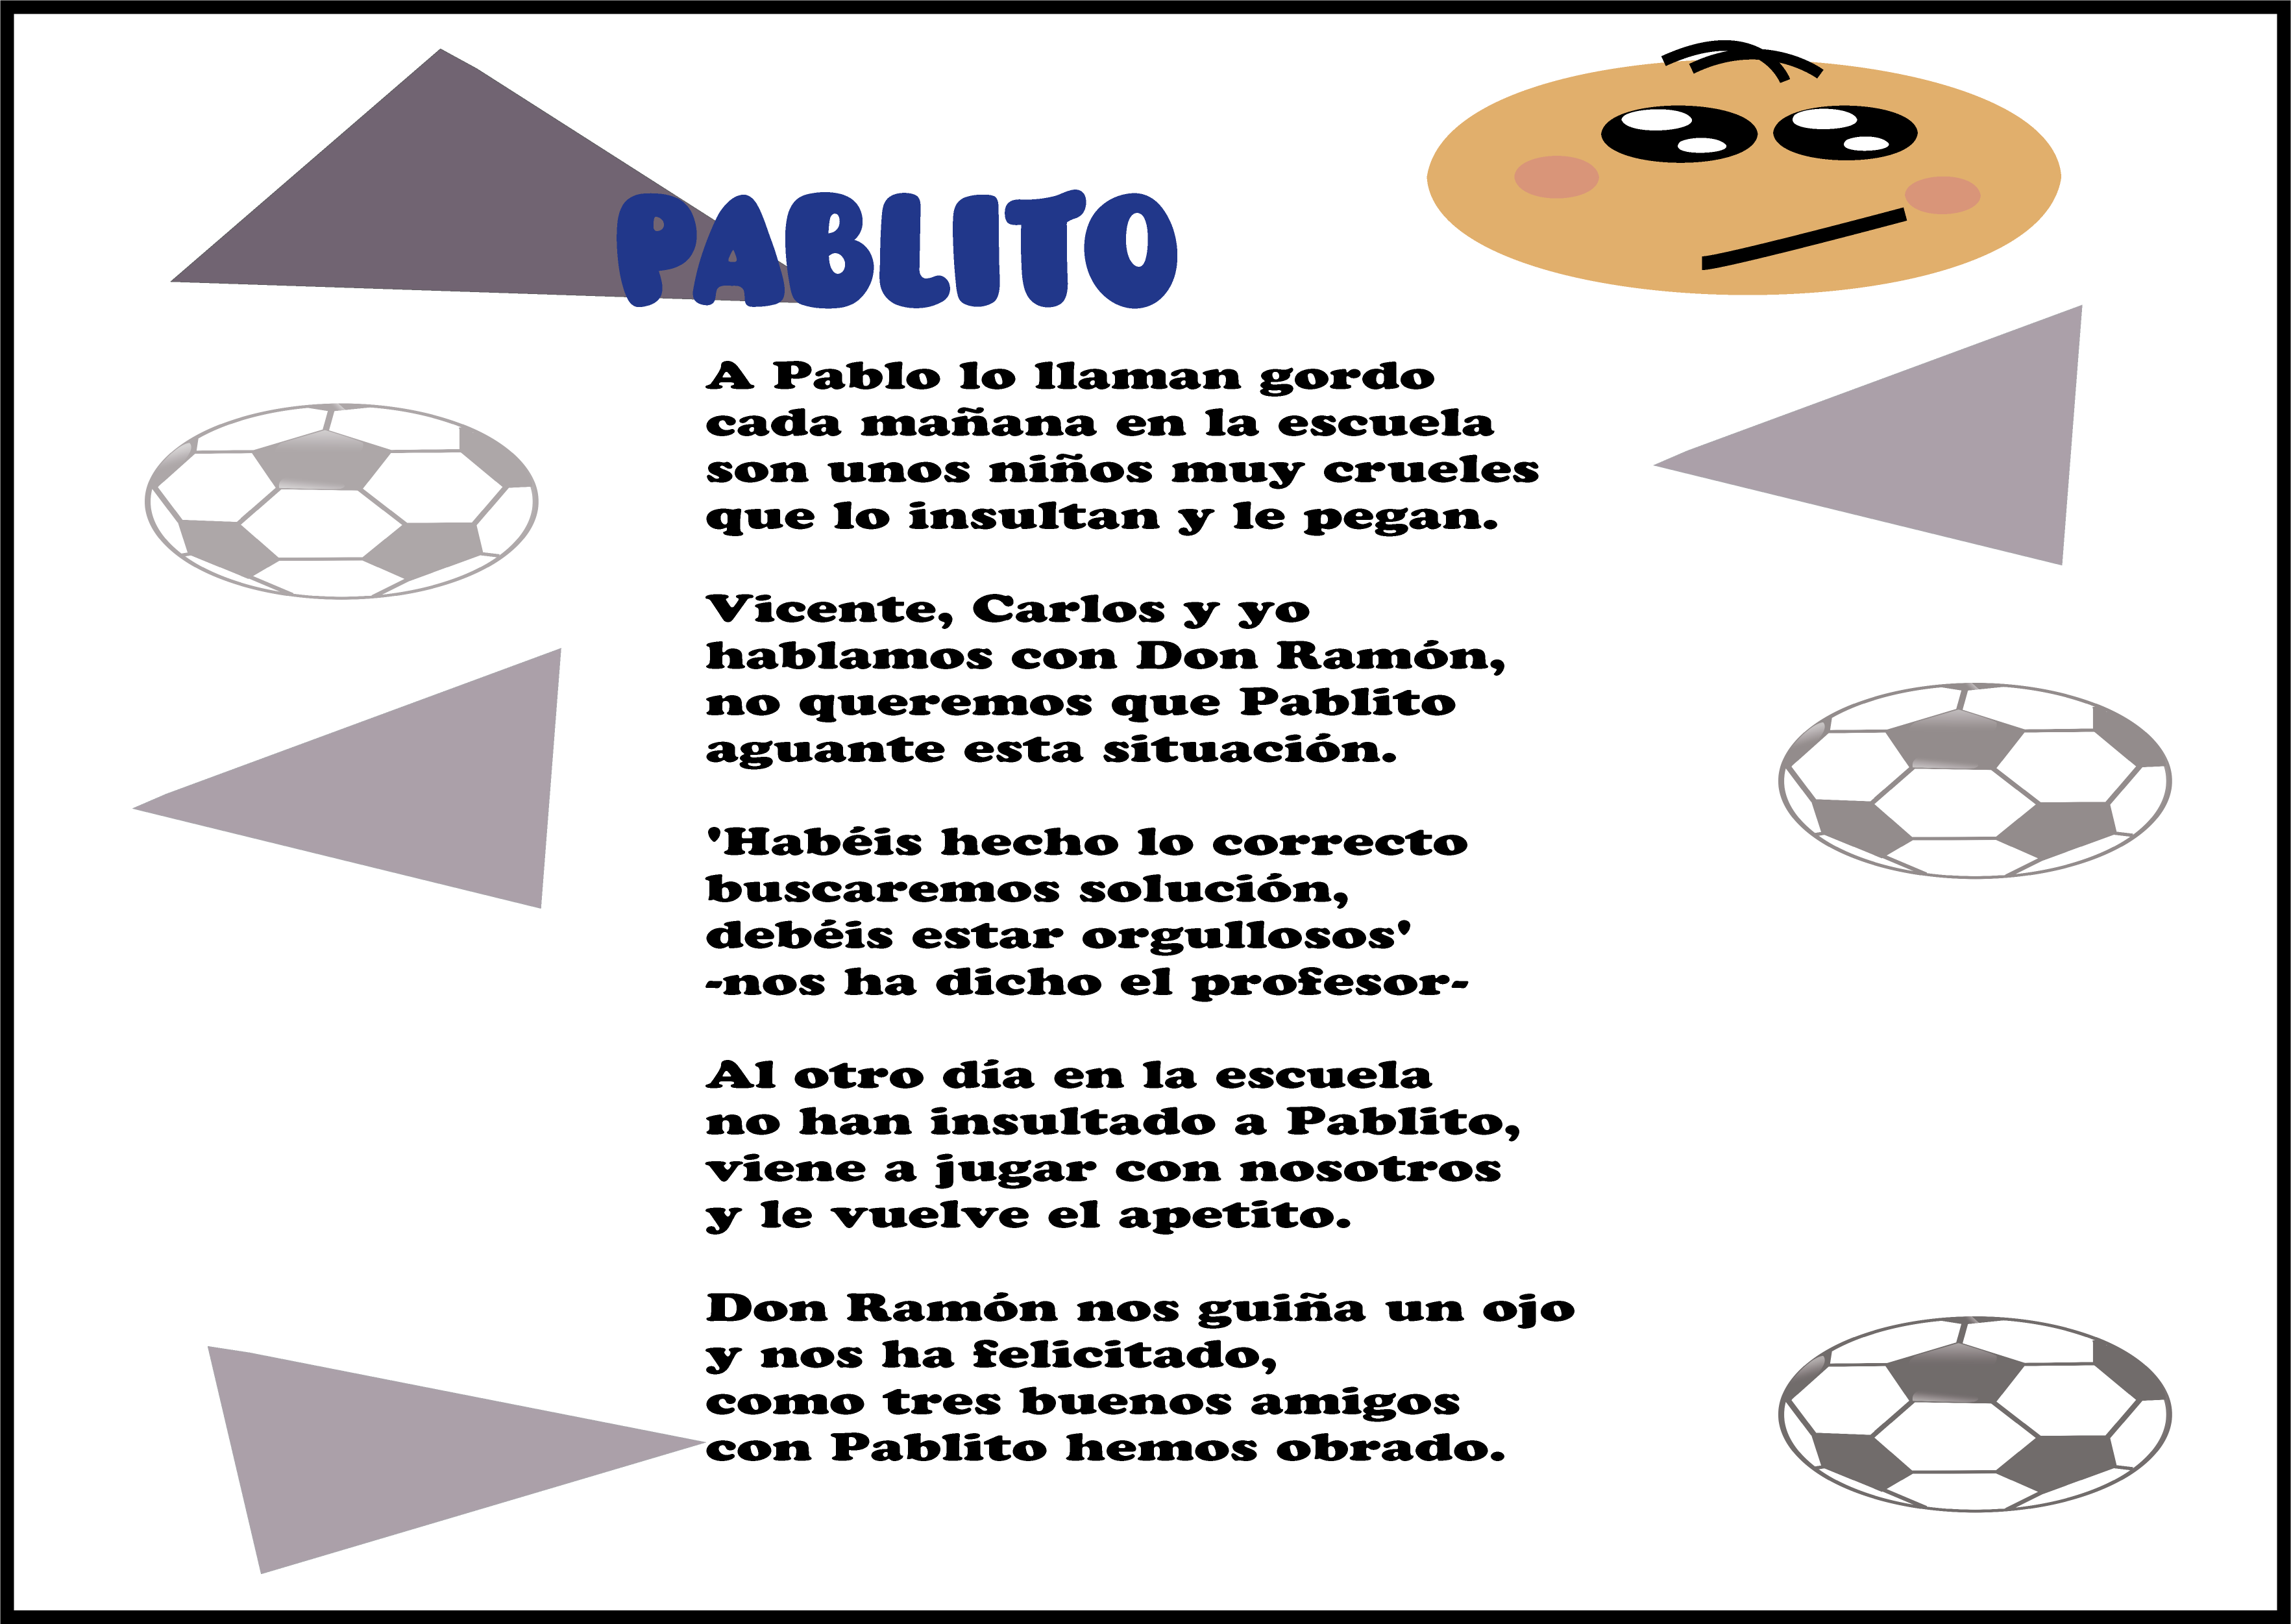 PABLITO
A Pablo lo llaman gordo
cada mañana en la escuela
son unos niños muy crueles
que lo insultan y le pegan.
Vicente, Carlos y yo
hablamos con Don Ramón,
no queremos que Pablito
aguante esta situación.
'Habéis hecho lo correcto
buscaremos solución,
debéis estar orgullosos'
-nos ha dicho el profesor-
Al otro día en la escuela
no han insultado a Pablito,
viene a jugar con nosotros
y le vuelve el apetito.
Don Ramón nos guiña un ojo
y nos ha felicitado,
como tres buenos amigos
con Pablito hemos obrado.